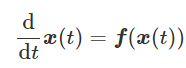 d/dt x(t) = f(x(t))